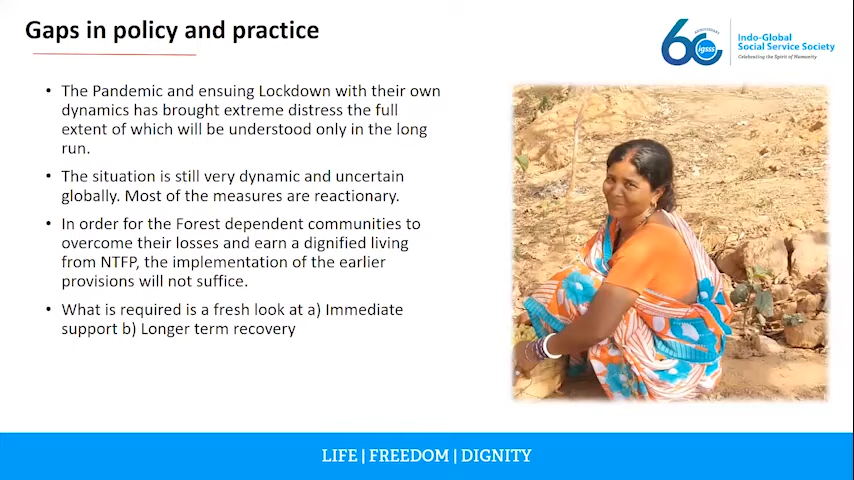 Gaps in policy and practice
60
ANNIVERSARY
igsss
Indo-Global
Social Service Society
Celebrating the Spirit of Humanity
• The Pandemic and ensuing Lockdown with their own
dynamics has brought extreme distress the full
extent of which will be understood only in the long
run.
• The situation is still very dynamic and uncertain
globally. Most of the measures are reactionary.
• In order for the Forest dependent communities to
overcome their losses and earn a dignified living
from NTFP, the implementation of the earlier
provisions will not suffice.
• What is required is a fresh look at a) Immediate
support b) Longer term recovery
LIFE | FREEDOM | DIGNITY